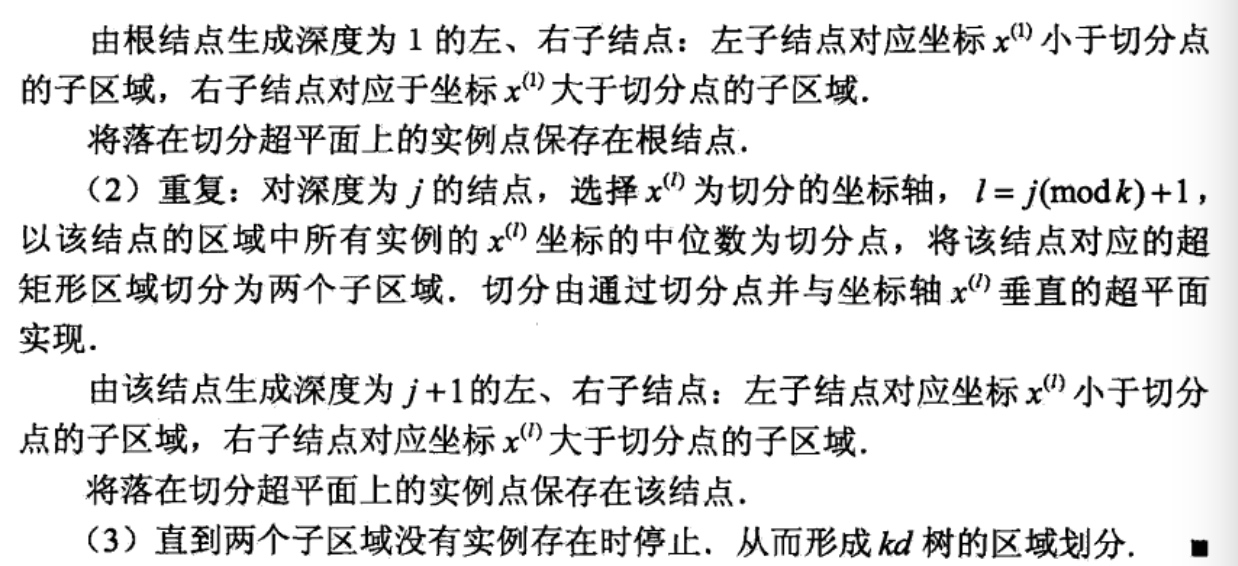 由根结点生成深度为 1 的左、右子结点：左子结点对应坐标 x⁽¹⁾ 小于切分点
的子区域，右子结点对应于坐标 x⁽¹⁾ 大于切分点的子区域．
将落在切分超平面上的实例点保存在根结点．
（2）重复：对深度为 j 的结点，选择 x⁽ˡ⁾ 为切分的坐标轴，l = j(mod k)+1，
以该结点的区域中所有实例的 x⁽ˡ⁾ 坐标的中位数为切分点，将该结点对应的超
矩形区域切分为两个子区域．切分由通过切分点并与坐标轴 x⁽ˡ⁾ 垂直的超平面
实现．
由该结点生成深度为 j+1的左、右子结点：左子结点对应坐标 x⁽ˡ⁾ 小于切分
点的子区域，右子结点对应坐标 x⁽ˡ⁾ 大于切分点的子区域．
将落在切分超平面上的实例点保存在该结点．
（3）直到两个子区域没有实例存在时停止．从而形成 kd 树的区域划分． ■